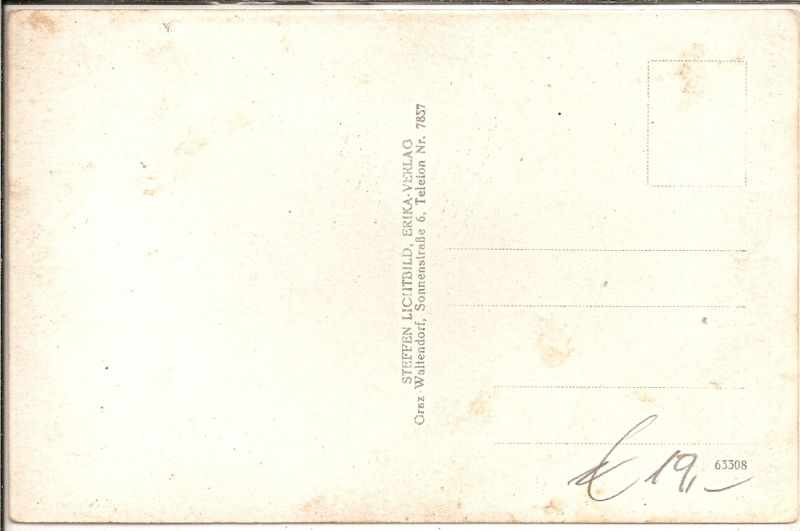 STEFFEN LICHTBILD, ERIKA-VERLAG
Graz-Waltendorf, Sonnenstraße 6, Telefon Nr. 7857
19,-
63308